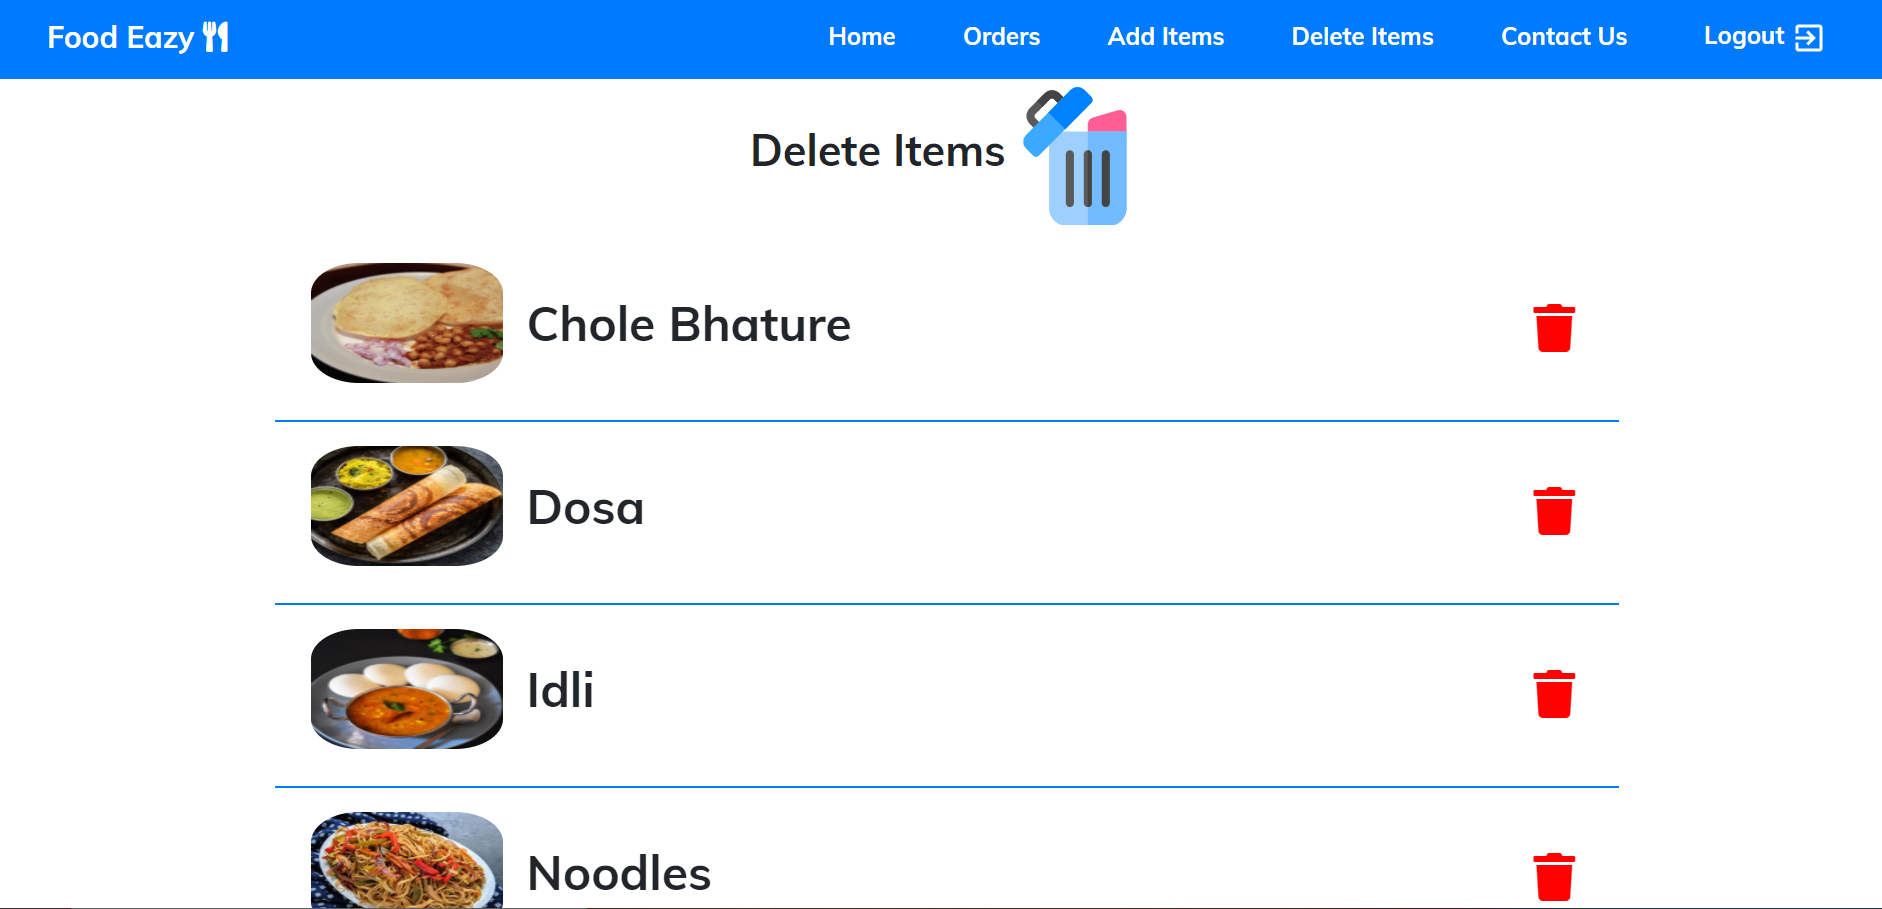 Food Eazy
Home Orders Add Items Delete Items Contact Us Logout
Delete Items
Chole Bhature
Dosa
Idli
Noodles